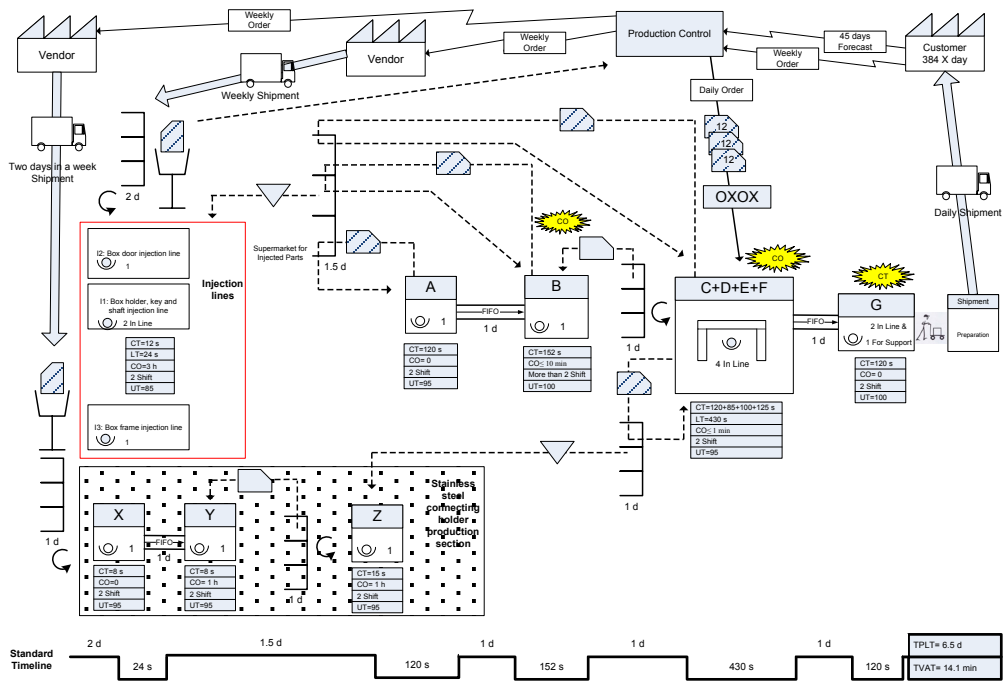 Vendor
Weekly
Order
Vendor
Weekly
Order
Production Control
45 days
Forecast
Weekly
Order
Customer
384 X day
Weekly Shipment
Daily Order
12
12
12
OXOX
Two days in a week
Shipment
2 d
Daily Shipment
Supermarket for
Injected Parts
1.5 d
Injection
lines
I2: Box door injection line
1
I1: Box holder, key and
shaft injection line
2 In Line
CT=12 s
LT=24 s
CO=3 h
2 Shift
UT=85
I3: Box frame injection line
1
A
1
CT=120 s
CO= 0
2 Shift
UT=95
FIFO
1 d
CO
B
1
CT=152 s
CO≤ 10 min
More than 2 Shift
UT=100
1 d
CO
C+D+E+F
4 In Line
CT=120+85+100+125 s
LT=430 s
CO≤ 1 min
2 Shift
UT=95
FIFO
1 d
CT
G
2 In Line &
1 For Support
CT=120 s
CO= 0
2 Shift
UT=100
Shipment
Preparation
1 d
1 d
Stainless
steel
connecting
holder
production
section
X
1
CT=8 s
CO=0
2 Shift
UT=95
FIFO
1 d
Y
1
CT=8 s
CO= 1 h
2 Shift
UT=95
1 d
Z
1
CT=15 s
CO= 1 h
2 Shift
UT=95
Standard
Timeline
2 d
24 s
1.5 d
120 s
1 d
152 s
1 d
430 s
1 d
120 s
TPLT= 6.5 d
TVAT= 14.1 min